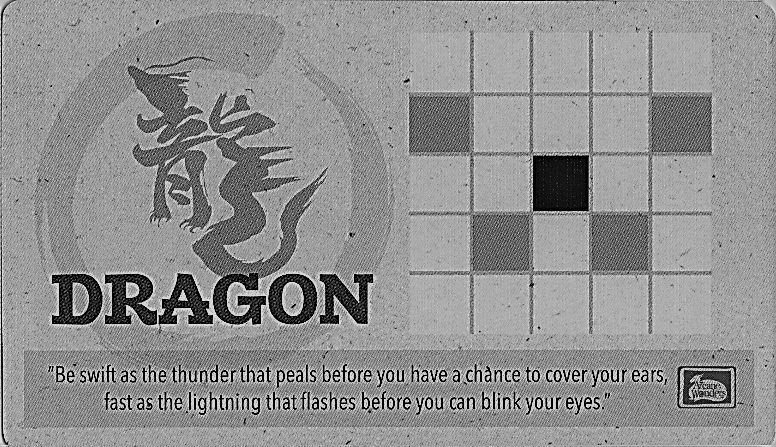 龍
DRAGON
"Be swift as the thunder that peals before you have a chance to cover your ears,
fast as the lightning that flashes before you can blink your eyes."
Arcane
Wonders